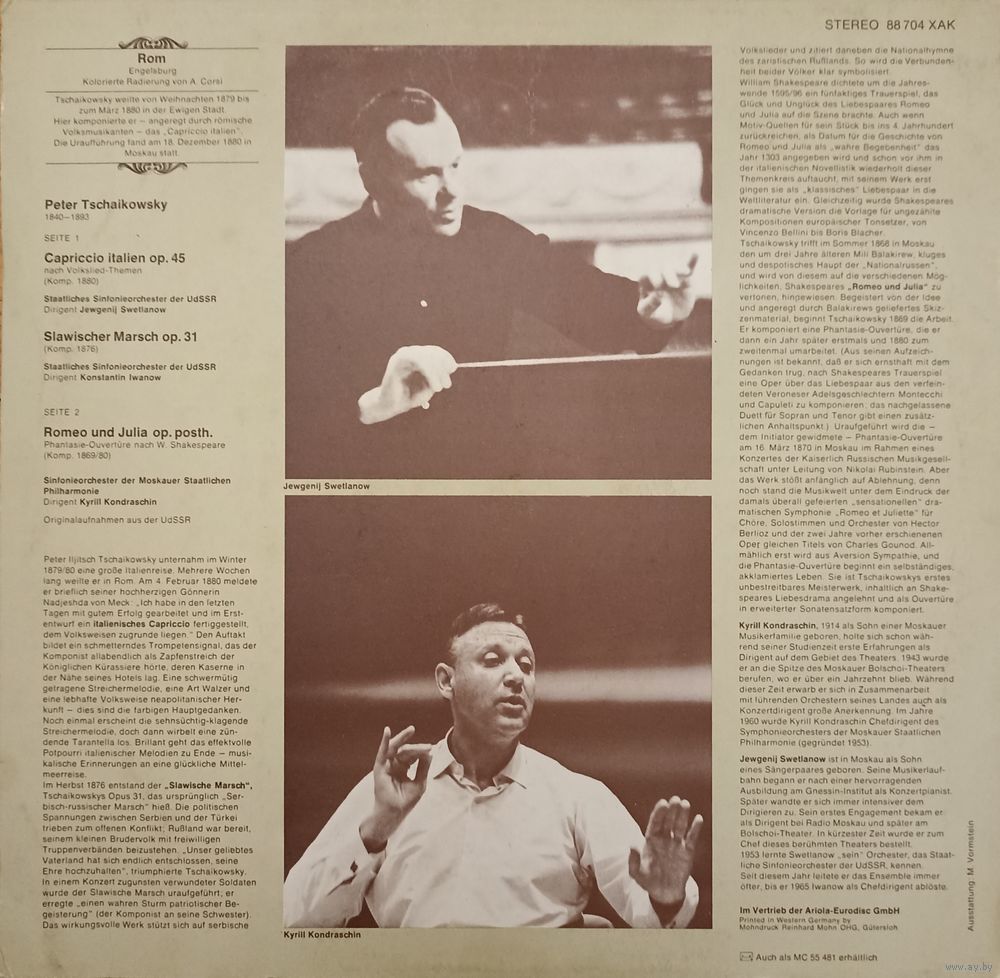 STEREO 88 704 XAK
Rom
Engelsburg
Kolorierte Radierung von A. Corsi
Tschaikowsky weilte von Weihnachten 1879 bis
zum März 1880 in der Ewigen Stadt.
Hier komponierte er – angeregt durch römische
Volksmusikanten – das „Capriccio italien".
Die Uraufführung fand am 18. Dezember 1880 in
Moskau statt.
Peter Tschaikowsky
1840–1893
SEITE 1
Capriccio italien op. 45
nach Volkslied-Themen
(Komp. 1880)
Staatliches Sinfonieorchester der UdSSR
Dirigent Jewgenij Swetlanow
Slawischer Marsch op. 31
(Komp. 1876)
Staatliches Sinfonieorchester der UdSSR
Dirigent Konstantin Iwanow
SEITE 2
Romeo und Julia op. posth.
Phantasie-Ouvertüre nach W. Shakespeare
(Komp. 1869/80)
Sinfonieorchester der Moskauer Staatlichen
Philharmonie
Dirigent Kyrill Kondraschin
Originalaufnahmen aus der UdSSR
Peter Iljitsch Tschaikowsky unternahm im Winter
1879/80 eine große Italienreise. Mehrere Wochen
lang weilte er in Rom. Am 4. Februar 1880 meldete
er brieflich seiner hochherzigen Gönnerin
Nadjeshda von Meck: „Ich habe in den letzten
Tagen mit gutem Erfolg gearbeitet und im Erst-
entwurf ein italienisches Capriccio fertiggestellt,
dem Volksweisen zugrunde liegen." Den Auftakt
bildet ein schmetterndes Trompetensignal, das der
Komponist allabendlich als Zapfenstreich der
Königlichen Kürassiere hörte, deren Kaserne in
der Nähe seines Hotels lag. Eine schwermütig
getragene Streichermelodie, eine Art Walzer und
eine lebhafte Volksweise neapolitanischer Her-
kunft – dies sind die farbigen Hauptgedanken.
Noch einmal erscheint die sehnsüchtig-klagende
Streichermelodie, doch dann wirbelt eine zün-
dende Tarantella los. Brillant geht das effektvolle
Potpourri italienischer Melodien zu Ende – musi-
kalische Erinnerungen an eine glückliche Mittel-
meerreise.
Im Herbst 1876 entstand der „Slawische Marsch",
Tschaikowskys Opus 31, das ursprünglich „Ser-
bisch-russischer Marsch" hieß. Die politischen
Spannungen zwischen Serbien und der Türkei
trieben zum offenen Konflikt; Rußland war bereit,
seinem kleinen Brudervolk mit freiwilligen
Truppenverbänden beizustehen. „Unser geliebtes
Vaterland hat sich endlich entschlossen, seine
Ehre hochzuhalten", triumphierte Tschaikowsky.
In einem Konzert zugunsten verwundeter Soldaten
wurde der Slawische Marsch uraufgeführt; er
erregte „einen wahren Sturm patriotischer Be-
geisterung" (der Komponist an seine Schwester).
Das wirkungsvolle Werk stützt sich auf serbische
Jewgenij Swetlanow
Kyrill Kondraschin
Volkslieder und zitiert daneben die Nationalhymne
des zaristischen Rußlands. So wird die Verbunden-
heit beider Völker klar symbolisiert.
William Shakespeare dichtete um die Jahres-
wende 1595/96 ein fünfaktiges Trauerspiel, das
Glück und Unglück des Liebespaares Romeo
und Julia auf die Szene brachte. Auch wenn
Motiv-Quellen für sein Stück bis ins 4. Jahrhundert
zurückreichen, als Datum für die Geschichte von
Romeo und Julia als „wahre Begebenheit" das
Jahr 1303 angegeben wird und schon vor ihm in
der italienischen Novellistik wiederholt dieser
Themenkreis auftaucht, mit seinem Werk erst
gingen sie als „klassisches" Liebespaar in die
Weltliteratur ein. Gleichzeitig wurde Shakespeares
dramatische Version die Vorlage für ungezählte
Kompositionen europäischer Tonsetzer, von
Vincenzo Bellini bis Boris Blacher.
Tschaikowsky trifft im Sommer 1868 in Moskau
den um drei Jahre älteren Mili Balakirew, kluges
und despotisches Haupt der „Nationalrussen",
und wird von diesem auf die verschiedenen Mög-
lichkeiten, Shakespeares „Romeo und Julia" zu
vertonen, hingewiesen. Begeistert von der Idee
und angeregt durch Balakirews geliefertes Skiz-
zenmaterial, beginnt Tschaikowsky 1869 die Arbeit.
Er komponiert eine Phantasie-Ouvertüre, die er
dann ein Jahr später erstmals und 1880 zum
zweitenmal umarbeitet. (Aus seinen Aufzeich-
nungen ist bekannt, daß er sich ernsthaft mit dem
Gedanken trug, nach Shakespeares Trauerspiel
eine Oper über das Liebespaar aus den verfein-
deten Veroneser Adelsgeschlechtern Montecchi
und Capuleti zu komponieren; das nachgelassene
Duett für Sopran und Tenor gibt einen zusätz-
lichen Anhaltspunkt.) Uraufgeführt wird die –
dem Initiator gewidmete – Phantasie-Ouvertüre
am 16. März 1870 in Moskau im Rahmen eines
Konzertes der Kaiserlich Russischen Musikgesell-
schaft unter Leitung von Nikolai Rubinstein. Aber
das Werk stößt anfänglich auf Ablehnung, denn
noch stand die Musikwelt unter dem Eindruck der
damals überall gefeierten „sensationellen" dra-
matischen Symphonie „Romeo et Juliette" für
Chöre, Solostimmen und Orchester von Hector
Berlioz und der zwei Jahre vorher erschienenen
Oper gleichen Titels von Charles Gounod. All-
mählich erst wird aus Aversion Sympathie, und
die Phantasie-Ouvertüre beginnt ein selbständiges,
akklamiertes Leben. Sie ist Tschaikowskys erstes
unbestreitbares Meisterwerk, inhaltlich an Shake-
speares Liebesdrama angelehnt und als Ouvertüre
in erweiterter Sonatensatzform komponiert.
Kyrill Kondraschin, 1914 als Sohn einer Moskauer
Musikerfamilie geboren, holte sich schon wäh-
rend seiner Studienzeit erste Erfahrungen als
Dirigent auf dem Gebiet des Theaters. 1943 wurde
er an die Spitze des Moskauer Bolschoi-Theaters
berufen, wo er über ein Jahrzehnt blieb. Während
dieser Zeit erwarb er sich in Zusammenarbeit
mit führenden Orchestern seines Landes auch als
Konzertdirigent große Anerkennung. Im Jahre
1960 wurde Kyrill Kondraschin Chefdirigent des
Symphonieorchesters der Moskauer Staatlichen
Philharmonie (gegründet 1953).
Jewgenij Swetlanow ist in Moskau als Sohn
eines Sängerpaares geboren. Seine Musikerlauf-
bahn begann er nach einer hervorragenden
Ausbildung am Gnessin-Institut als Konzertpianist.
Später wandte er sich immer intensiver dem
Dirigieren zu. Sein erstes Engagement bekam er
als Dirigent bei Radio Moskau und später am
Bolschoi-Theater. In kürzester Zeit wurde er zum
Chef dieses berühmten Theaters bestellt.
1953 lernte Swetlanow „sein" Orchester, das Staat-
liche Sinfonieorchester der UdSSR, kennen.
Seit diesem Jahr leitete er das Ensemble immer
öfter, bis er 1965 Iwanow als Chefdirigent ablöste.
Im Vertrieb der Ariola-Eurodisc GmbH
Printed in Western Germany by
Mohndruck Reinhard Mohn OHG, Gütersloh
Auch als MC 55 481 erhältlich
Ausstattung: M. Vormstein
www.ay.by